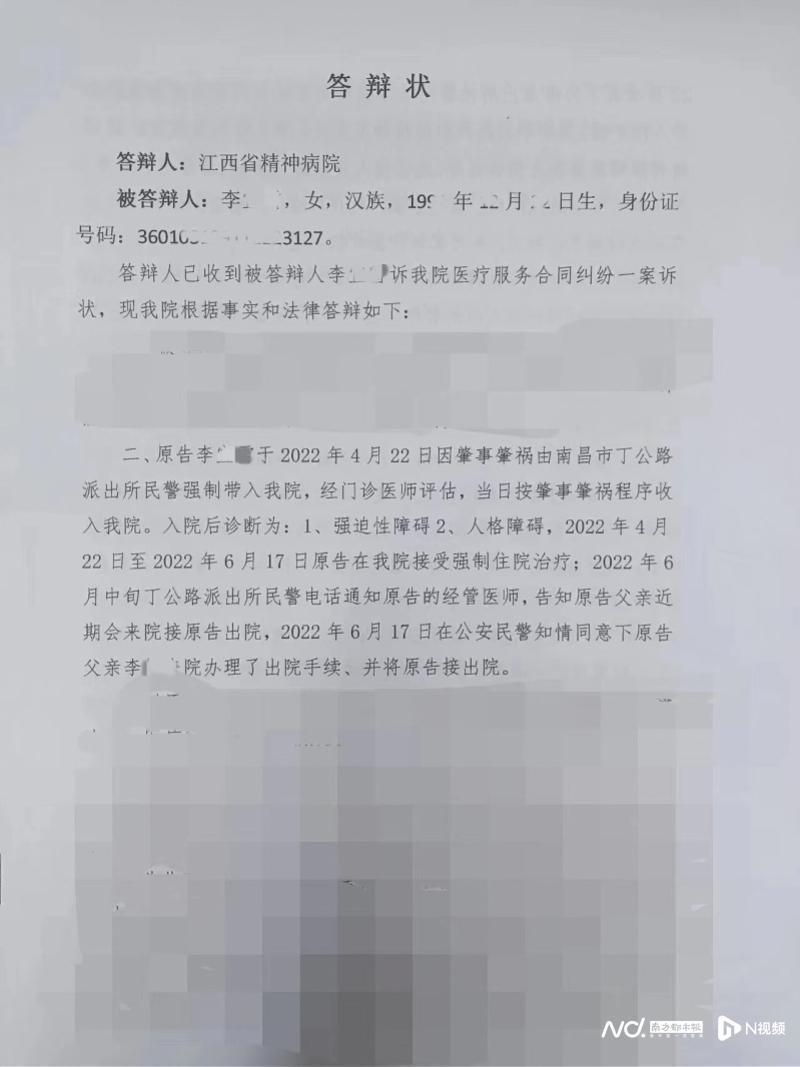 答辩状
答辩人：江西省精神病院
被答辩人：李，女，汉族，199 年 2月 2日生，身份证
号码：36010 3127。
答辩人已收到被答辩人李 诉我院医疗服务合同纠纷一案诉
状，现我院根据事实和法律答辩如下：
二、原告李 于 2022 年 4 月 22 日因肇事肇祸由南昌市丁公路
派出所民警强制带入我院，经门诊医师评估，当日按肇事肇祸程序收
入我院。入院后诊断为：1、强迫性障碍 2、人格障碍，2022 年 4 月
22 日至 2022 年 6 月 17 日原告在我院接受强制住院治疗；2022 年 6
月中旬丁公路派出所民警电话通知原告的经管医师，告知原告父亲近
期会来院接原告出院，2022 年 6 月 17 日在公安民警知情同意下原告
父亲李 院办理了出院手续、并将原告接出院。
南方都市报
N视频